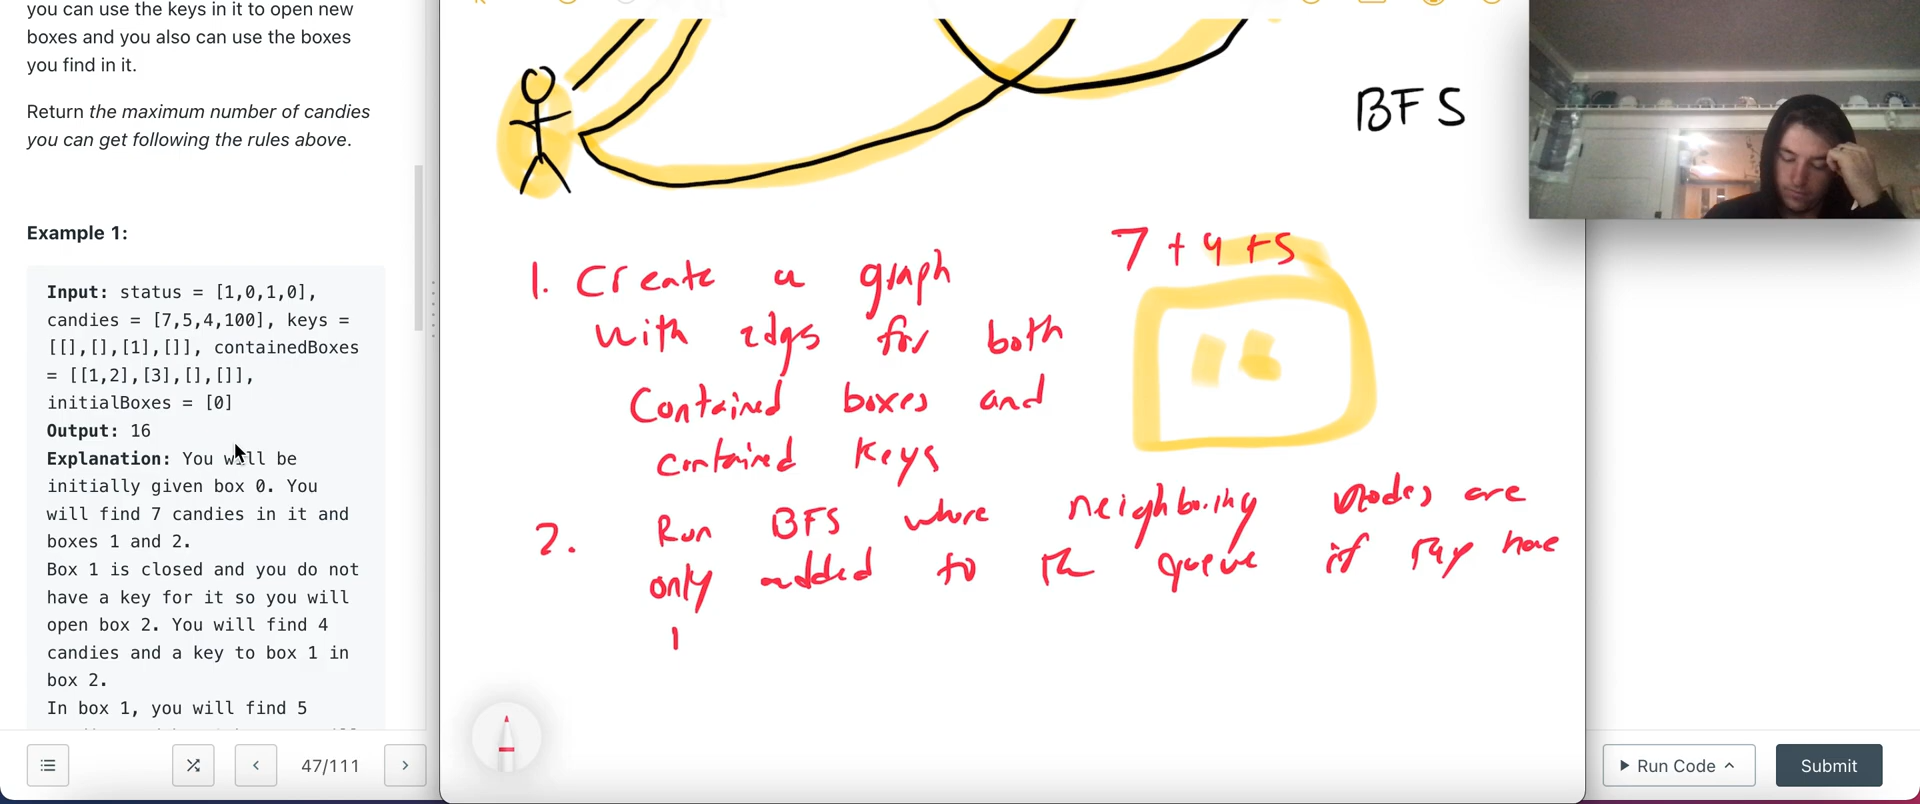 you can use the keys in it to open new
boxes and you also can use the boxes
you find in it.
Return the maximum number of candies
you can get following the rules above.
Example 1:
Input: status = [1,0,1,0],
candies = [7,5,4,100], keys =
[[],[],[1],[]], containedBoxes
= [[1,2],[3],[],[]],
initialBoxes = [0]
Output: 16
Explanation: You will be
initially given box 0. You
will find 7 candies in it and
boxes 1 and 2.
Box 1 is closed and you do not
have a key for it so you will
open box 2. You will find 4
candies and a key to box 1 in
box 2.
In box 1, you will find 5
47/111
BFS
7 + 4 + 5
16
1. Create a graph
with edgs for both
Contained boxes and
contained keys
2. Run BFS where neighboring nodes are
only added to the queue if they have
Run Code
Submit